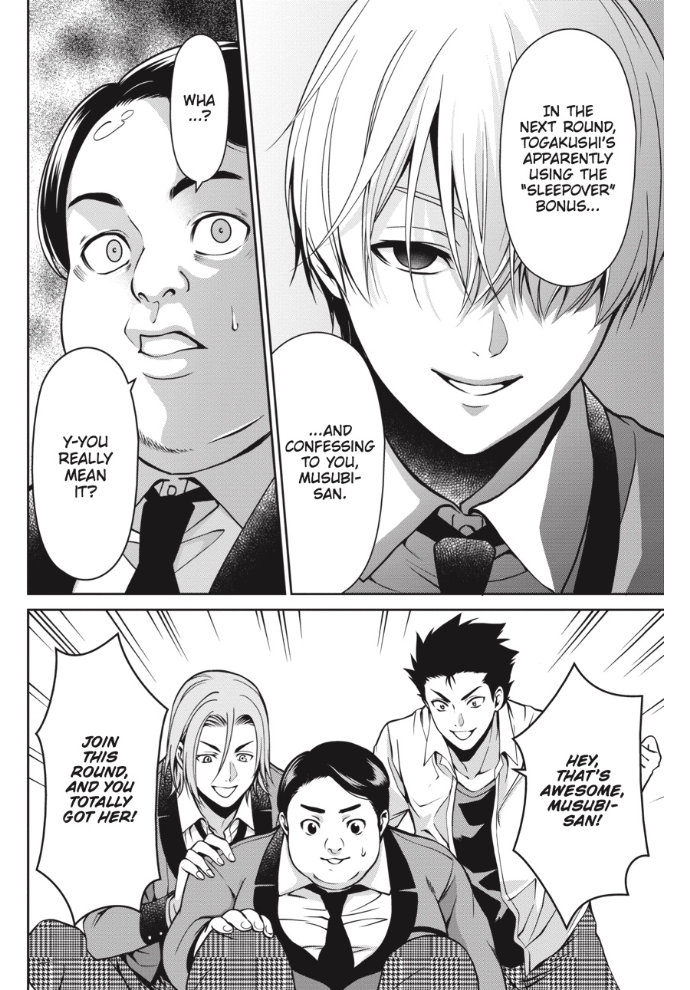 IN THE
NEXT ROUND,
TOGAKUSHI'S
APPARENTLY
USING THE
"SLEEPOVER"
BONUS...
...AND
CONFESSING
TO YOU,
MUSUBI-
SAN.
WHA
...?
Y-YOU
REALLY
MEAN
IT?
HEY,
THAT'S
AWESOME,
MUSUBI-
SAN!
JOIN
THIS
ROUND,
AND YOU
TOTALLY
GOT HER!